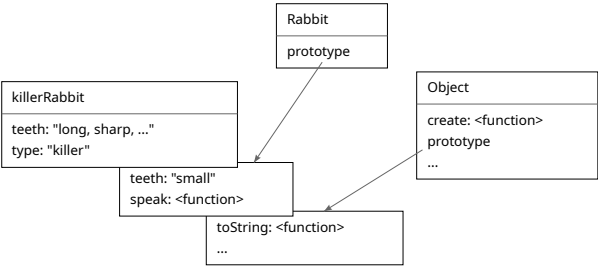 Rabbit
prototype
killerRabbit
teeth: "long, sharp, ..."
type: "killer"
Object
create: <function>
prototype
...
teeth: "small"
speak: <function>
toString: <function>
...